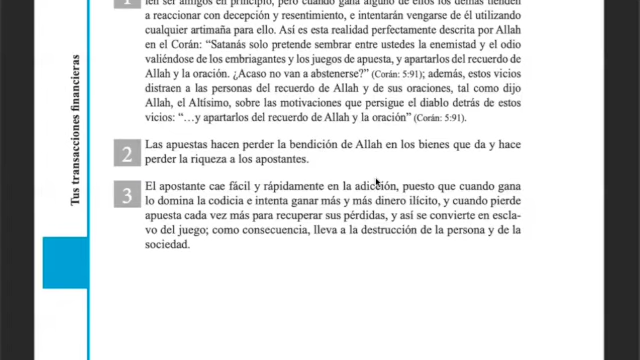 len ser amigos en principio, pero cuando gana alguno de ellos los demás tienden
1
a reaccionar con decepción y resentimiento, e intentarán vengarse de él utilizando
cualquier artimaña para ello. Así es esta realidad perfectamente descrita por Allah
en el Corán: “Satanás solo pretende sembrar entre ustedes la enemistad y el odio
valiéndose de los embriagantes y los juegos de apuesta, y apartarlos del recuerdo de
Allah y la oración. ¿Acaso no van a abstenerse?” (Corán: 5:91); además, estos vicios
distraen a las personas del recuerdo de Allah y de sus oraciones, tal como dijo
Allah, el Altísimo, sobre las motivaciones que persigue el diablo detrás de estos
vicios: “…y apartarlos del recuerdo de Allah y la oración” (Corán: 5:91).
2
Las apuestas hacen perder la bendición de Allah en los bienes que da y hace
perder la riqueza a los apostantes.
3
El apostante cae fácil y rápidamente en la adicción, puesto que cuando gana
lo domina la codicia e intenta ganar más y más dinero ilícito, y cuando pierde
apuesta cada vez más para recuperar sus pérdidas, y así se convierte en escla-
vo del juego; como consecuencia, lleva a la destrucción de la persona y de la
sociedad.
Tus transacciones financieras